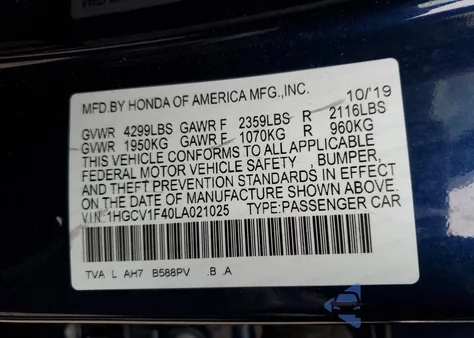 MFD.BY HONDA OF AMERICA MFG.,INC. 10/'19
GVWR 4299LBS GAWR F 2359LBS R 2116LBS
GVWR 1950KG GAWR F 1070KG R 960KG
THIS VEHICLE CONFORMS TO ALL APPLICABLE
FEDERAL MOTOR VEHICLE SAFETY , BUMPER,
AND THEFT PREVENTION STANDARDS IN EFFECT
ON THE DATE OF MANUFACTURE SHOWN ABOVE.
V.I.N:1HGCV1F40LA021025 TYPE:PASSENGER CAR
TVA L AH7 B588PV .B .A